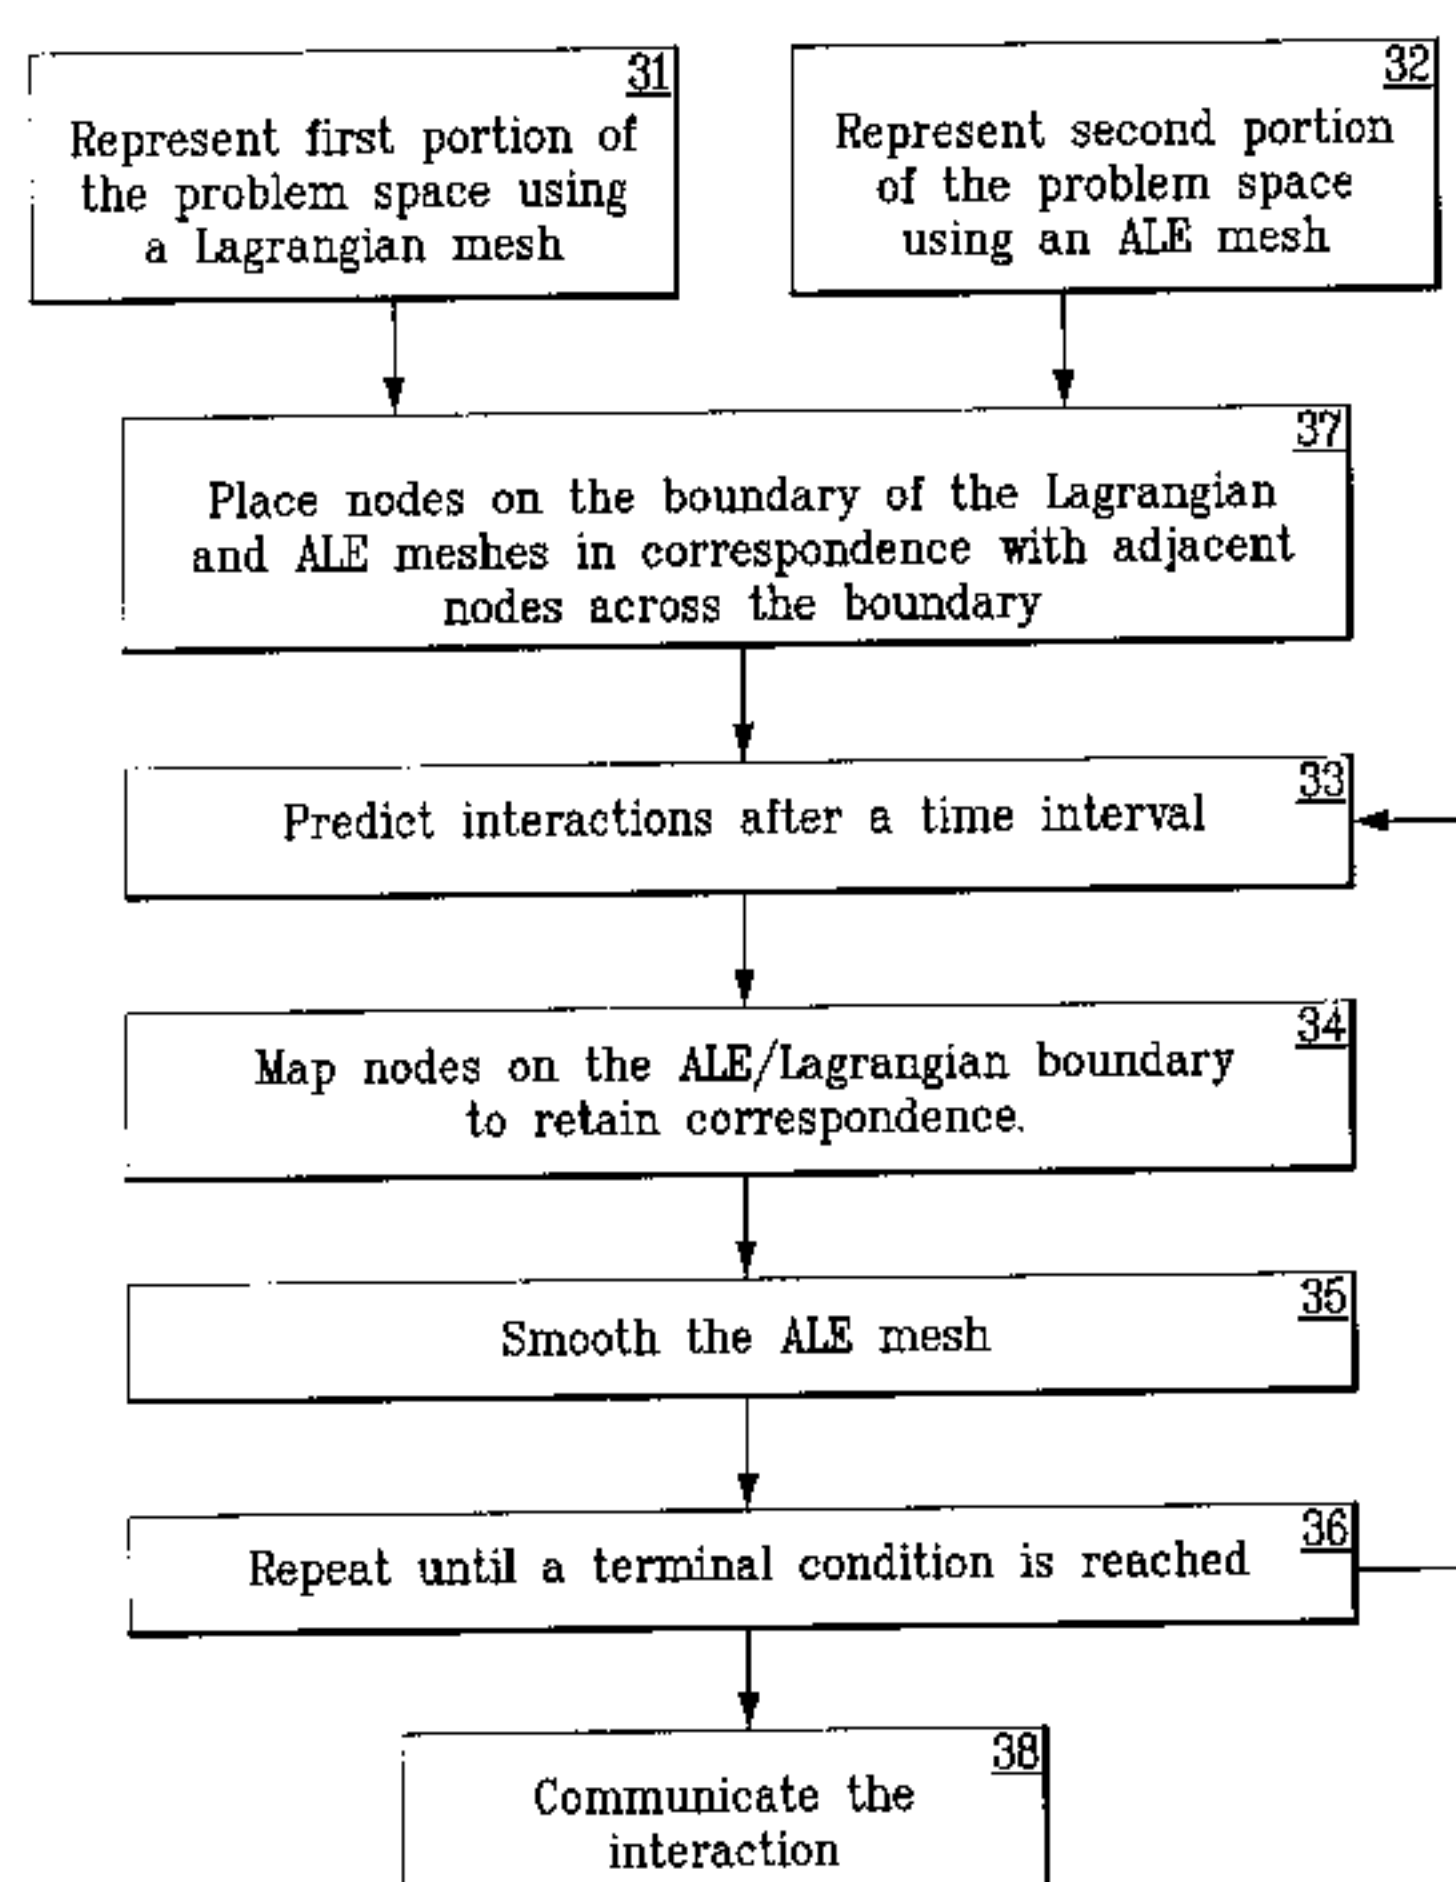 31
Represent first portion of
the problem space using
a Lagrangian mesh
32
Represent second portion
of the problem space
using an ALE mesh
37
Place nodes on the boundary of the Lagrangian
and ALE meshes in correspondence with adjacent
nodes across the boundary
33
Predict interactions after a time interval
34
Map nodes on the ALE/Lagrangian boundary
to retain correspondence.
35
Smooth the ALE mesh
36
Repeat until a terminal condition is reached
38
Communicate the
interaction